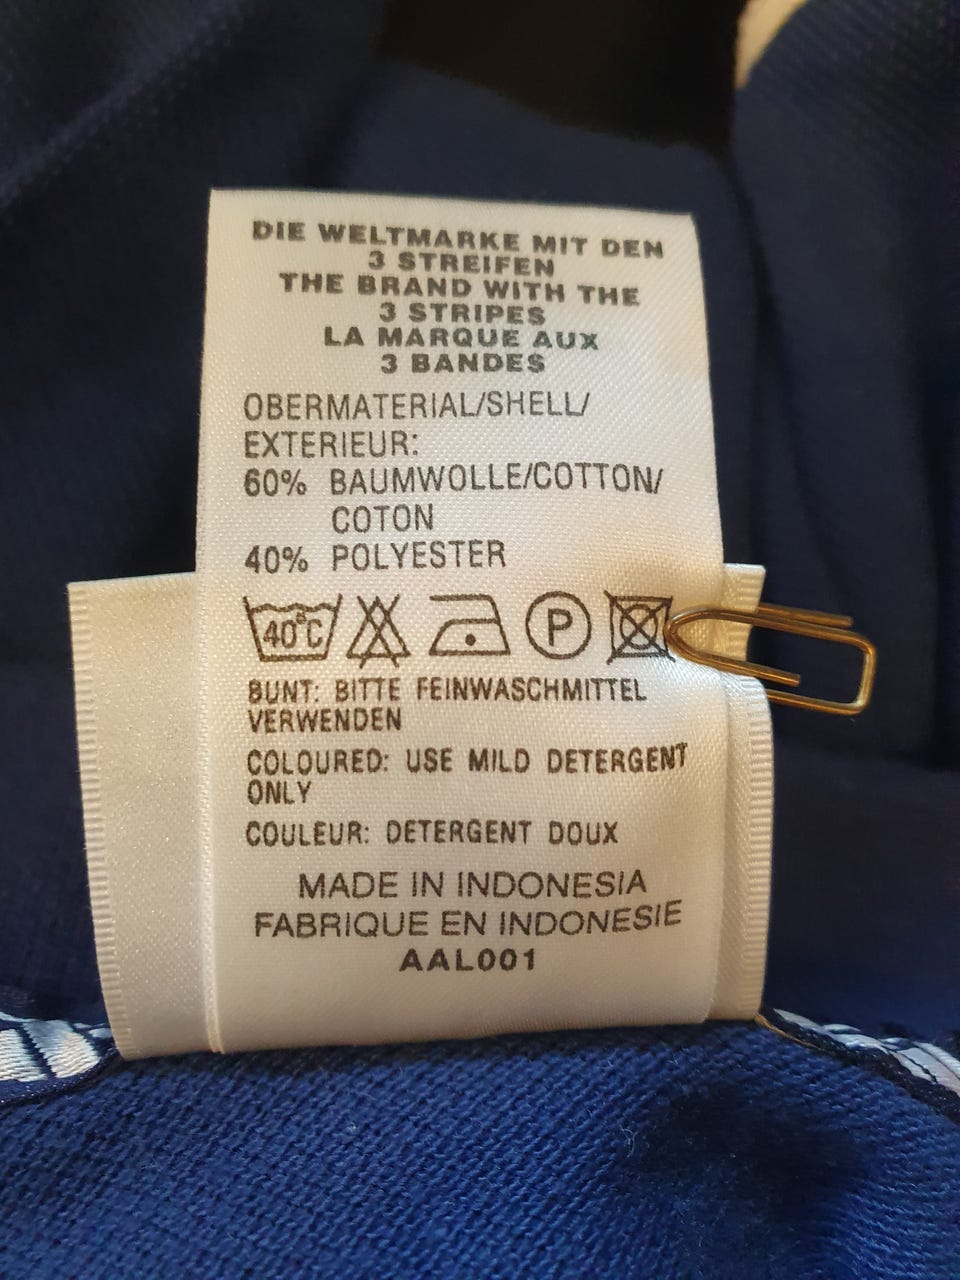 DIE WELTMARKE MIT DEN
3 STREIFEN
THE BRAND WITH THE
3 STRIPES
LA MARQUE AUX
3 BANDES
OBERMATERIAL/SHELL/
EXTERIEUR:
60% BAUMWOLLE/COTTON/
COTON
40% POLYESTER
40°C P
BUNT: BITTE FEINWASCHMITTEL
VERWENDEN
COLOURED: USE MILD DETERGENT
ONLY
COULEUR: DETERGENT DOUX
MADE IN INDONESIA
FABRIQUE EN INDONESIE
AAL001